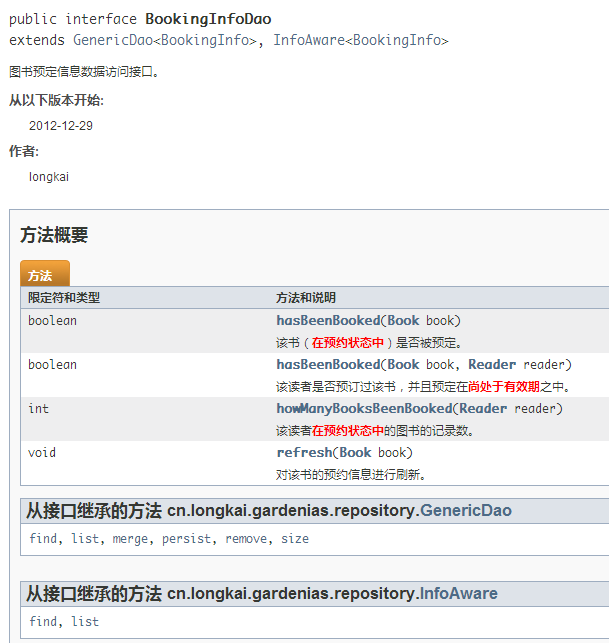 public interface BookingInfoDao
extends GenericDao<BookingInfo>, InfoAware<BookingInfo>
图书预定信息数据访问接口。
从以下版本开始:
2012-12-29
作者:
longkai
方法概要
方法
限定符和类型 方法和说明
boolean hasBeenBooked(Book book)
该书（在预约状态中）是否被预定。
boolean hasBeenBooked(Book book, Reader reader)
该读者是否预订过该书，并且预定在尚处于有效期之中。
int howManyBooksBeenBooked(Reader reader)
该读者在预约状态中的图书的记录数。
void refresh(Book book)
对该书的预约信息进行刷新。
从接口继承的方法 cn.longkai.gardenias.repository.GenericDao
find, list, merge, persist, remove, size
从接口继承的方法 cn.longkai.gardenias.repository.InfoAware
find, list